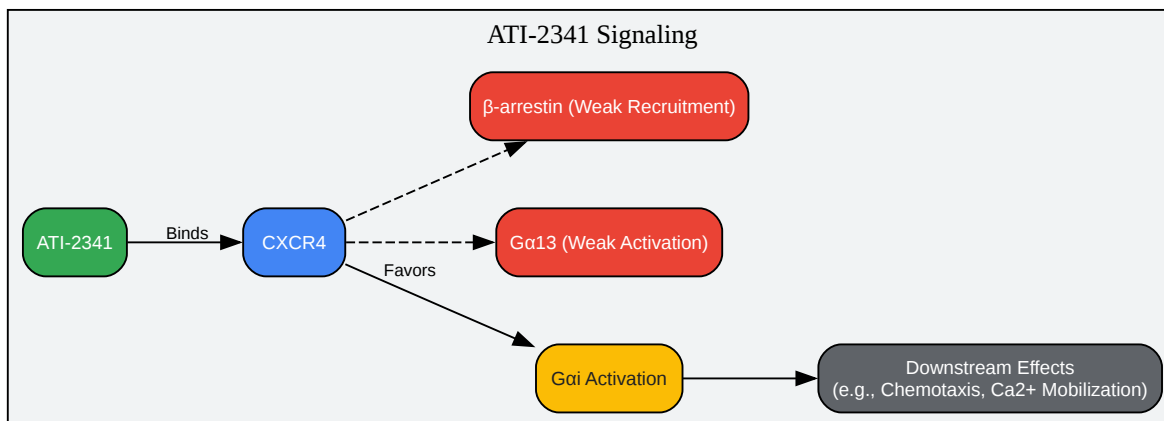 ATI-2341 Signaling
β-arrestin (Weak Recruitment)
ATI-2341
Binds
CXCR4
Gα13 (Weak Activation)
Favors
Gαi Activation
Downstream Effects
(e.g., Chemotaxis, Ca2+ Mobilization)